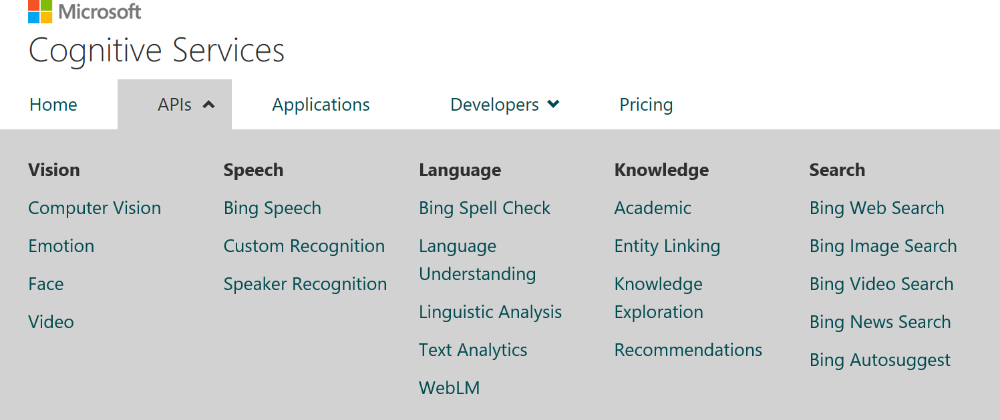 Microsoft
Cognitive Services
Home APIs Applications Developers Pricing
Vision
Computer Vision
Emotion
Face
Video
Speech
Bing Speech
Custom Recognition
Speaker Recognition
Language
Bing Spell Check
Language
Understanding
Linguistic Analysis
Text Analytics
WebLM
Knowledge
Academic
Entity Linking
Knowledge
Exploration
Recommendations
Search
Bing Web Search
Bing Image Search
Bing Video Search
Bing News Search
Bing Autosuggest